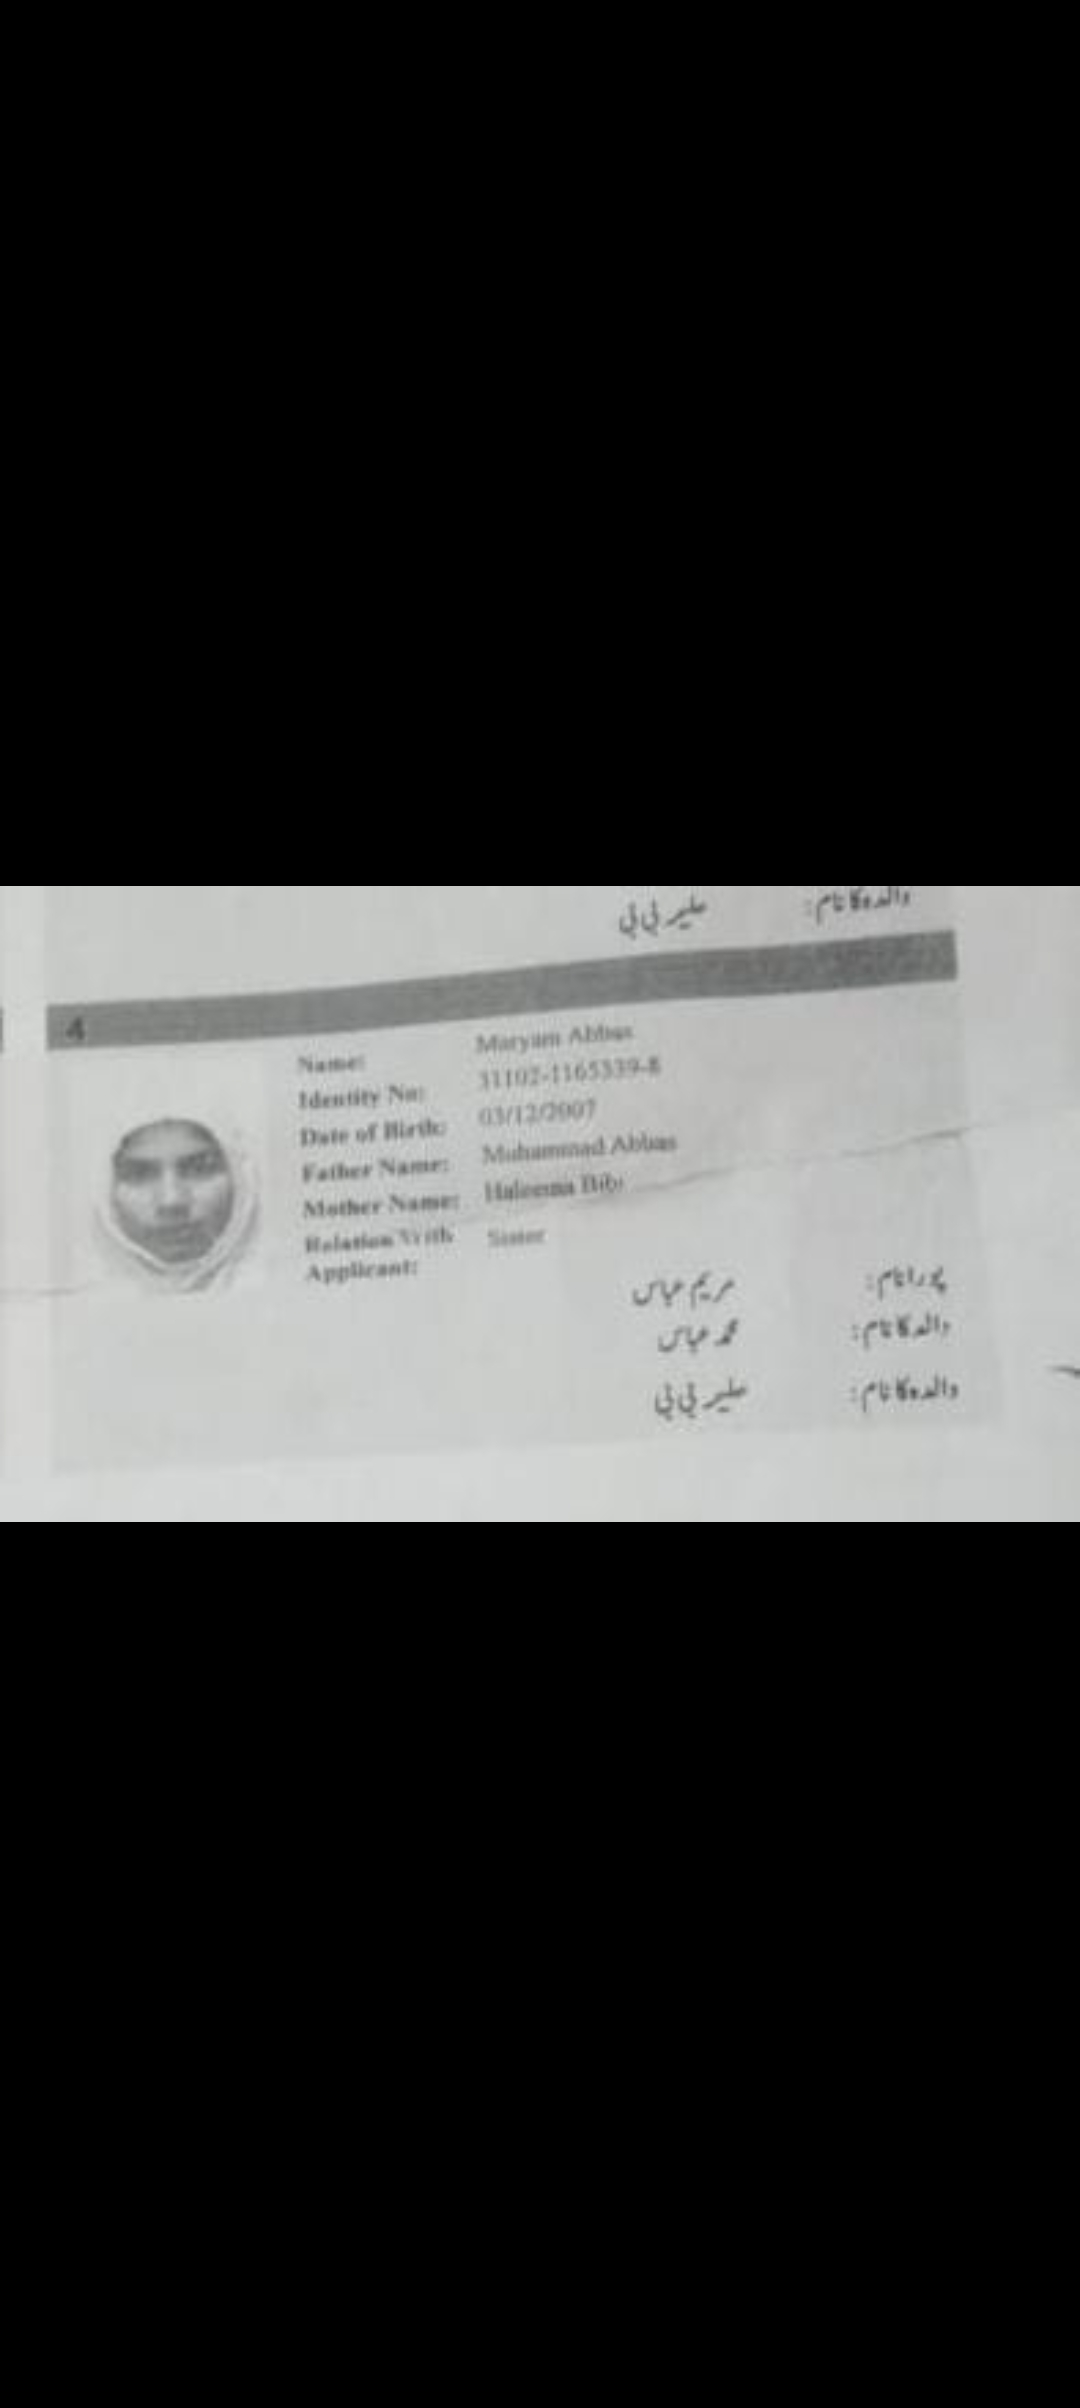 والدہ کا نام: حلیمہ بی بی
4
Name: Maryam Abbas
Identity No: 31102-1165339-8
Date of Birth: 03/12/2007
Father Name: Muhammad Abbas
Mother Name: Haleema Bibi
Relation With Applicant: Sister
پورا نام: مریم عباس
والد کا نام: محمد عباس
والدہ کا نام: حلیمہ بی بی